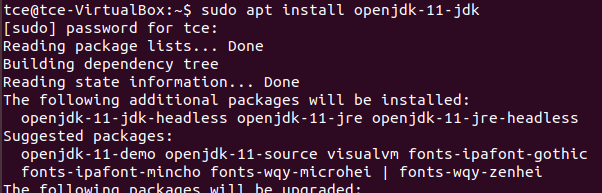 tce@tce-VirtualBox:~$ sudo apt install openjdk-11-jdk
[sudo] password for tce:
Reading package lists... Done
Building dependency tree
Reading state information... Done
The following additional packages will be installed:
  openjdk-11-jdk-headless openjdk-11-jre openjdk-11-jre-headless
Suggested packages:
  openjdk-11-demo openjdk-11-source visualvm fonts-ipafont-gothic
  fonts-ipafont-mincho fonts-wqy-microhei | fonts-wqy-zenhei
The following packages will be upgraded: